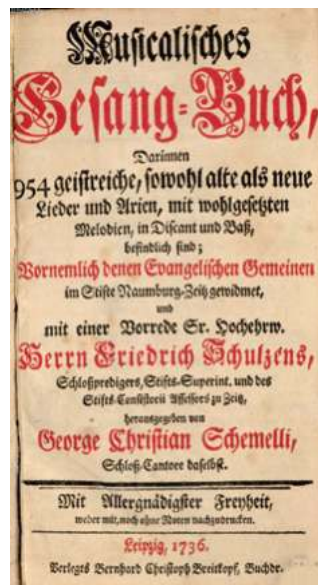 Musicalisches
Gesang-Buch,
Darinnen
954 geistreiche, sowohl alte als neue
Lieder und Arien, mit wohlgesetzten
Melodien, in Discant und Baß,
befindlich sind;
Vornemlich denen Evangelischen Gemeinen
im Stifte Naumburg-Zeitz gewidmet,
und
mit einer Vorrede Sr. Hochehrw.
Herrn Friedrich Schulzens,
Schloßpredigers, Stifts-Superint. und des
Stifts-Consistorii Assessors zu Zeitz,
herausgegeben von
George Christian Schemelli,
Schloß-Cantore daselbst.
Mit Allergnädigster Freyheit,
weder mit, noch ohne Noten nachzudrucken.
Leipzig, 1736.
Verlegts Bernhard Christoph Breitkopf, Buchdr.